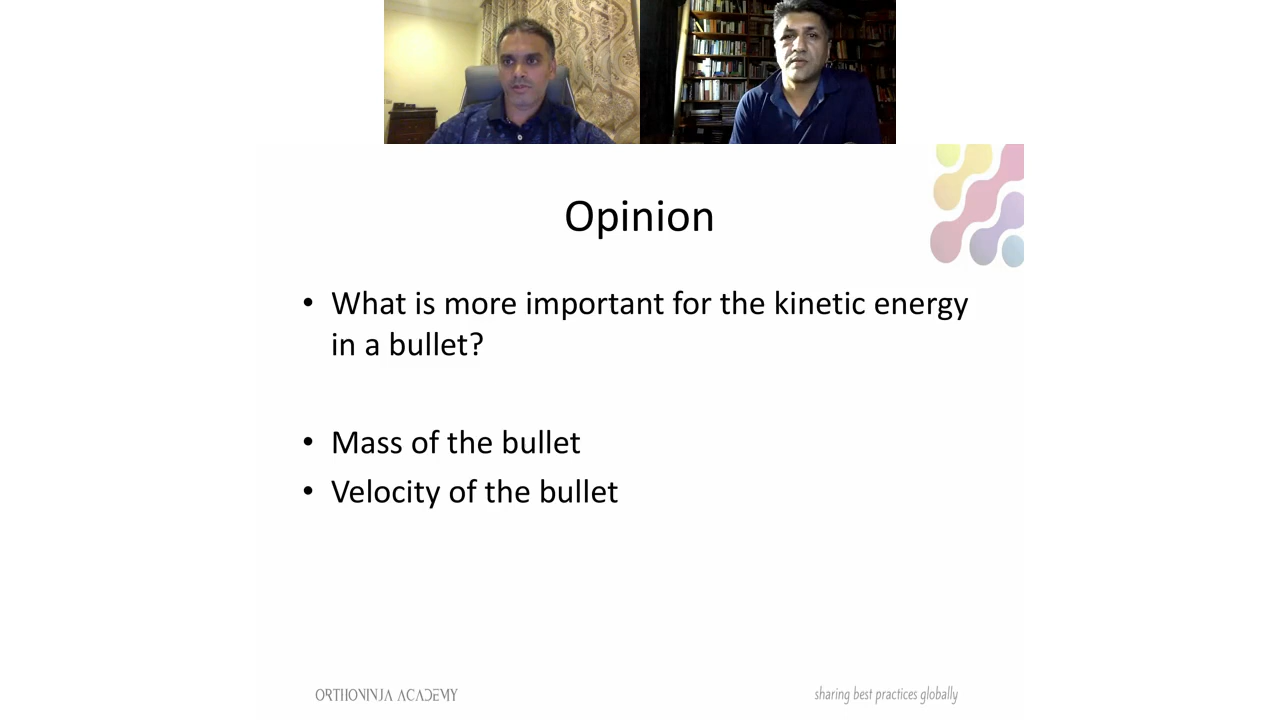 Opinion
• What is more important for the kinetic energy
in a bullet?
• Mass of the bullet
• Velocity of the bullet
ORTHONINJA ACADEMY
sharing best practices globally